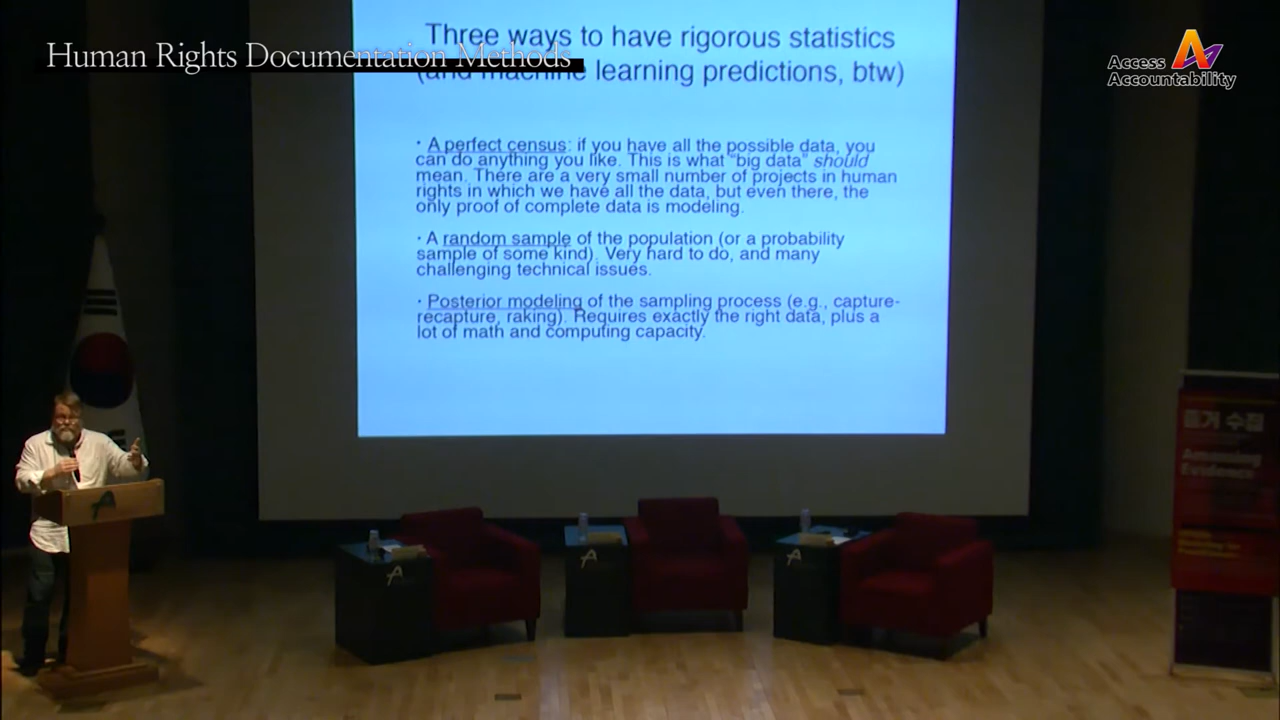 Human Rights Documentation Methods
Access
Accountability
Three ways to have rigorous statistics
(and machine learning predictions, btw)
· A perfect census: if you have all the possible data, you
can do anything you like. This is what "big data" should
mean. There are a very small number of projects in human
rights in which we have all the data, but even there, the
only proof of complete data is modeling.
· A random sample of the population (or a probability
sample of some kind). Very hard to do, and many
challenging technical issues.
· Posterior modeling of the sampling process (e.g., capture-
recapture, raking). Requires exactly the right data, plus a
lot of math and computing capacity.
증거 수집
Evidence